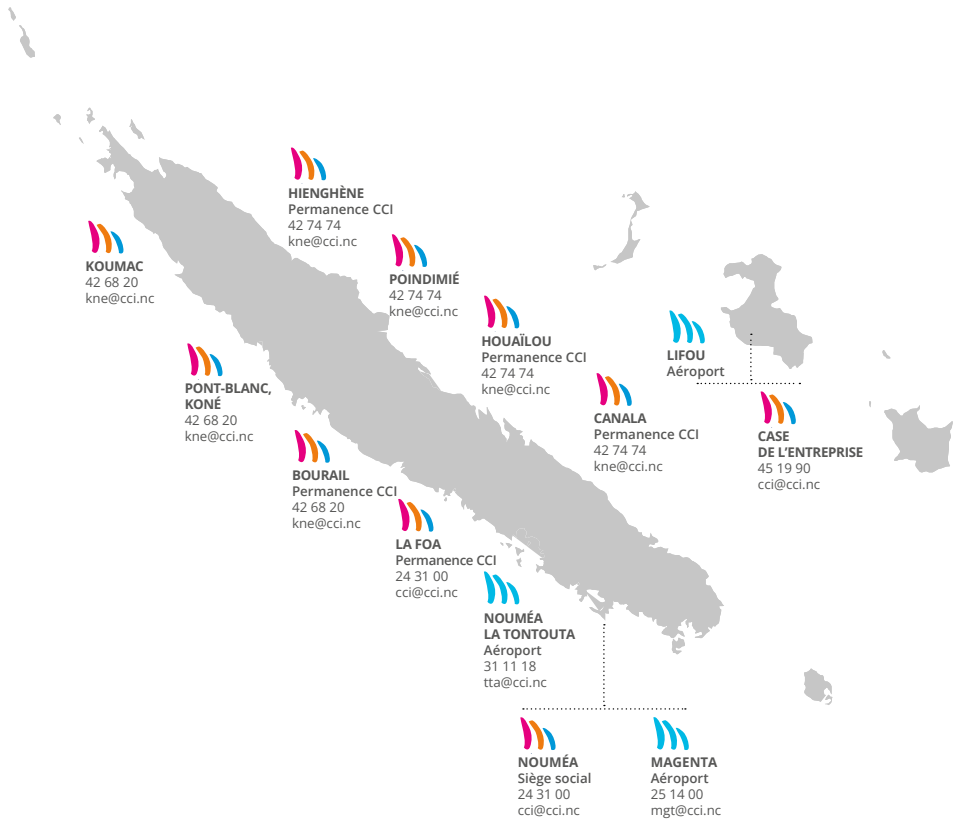 HIENGHÈNE
Permanence CCI
42 74 74
kne@cci.nc
KOUMAC
42 68 20
kne@cci.nc
POINDIMIÉ
42 74 74
kne@cci.nc
HOUAÏLOU
Permanence CCI
42 74 74
kne@cci.nc
LIFOU
Aéroport
PONT-BLANC,
KONÉ
42 68 20
kne@cci.nc
CANALA
Permanence CCI
42 74 74
kne@cci.nc
CASE
DE L'ENTREPRISE
45 19 90
cci@cci.nc
BOURAIL
Permanence CCI
42 68 20
kne@cci.nc
LA FOA
Permanence CCI
24 31 00
cci@cci.nc
NOUMÉA
LA TONTOUTA
Aéroport
31 11 18
tta@cci.nc
NOUMÉA
Siège social
24 31 00
cci@cci.nc
MAGENTA
Aéroport
25 14 00
mgt@cci.nc